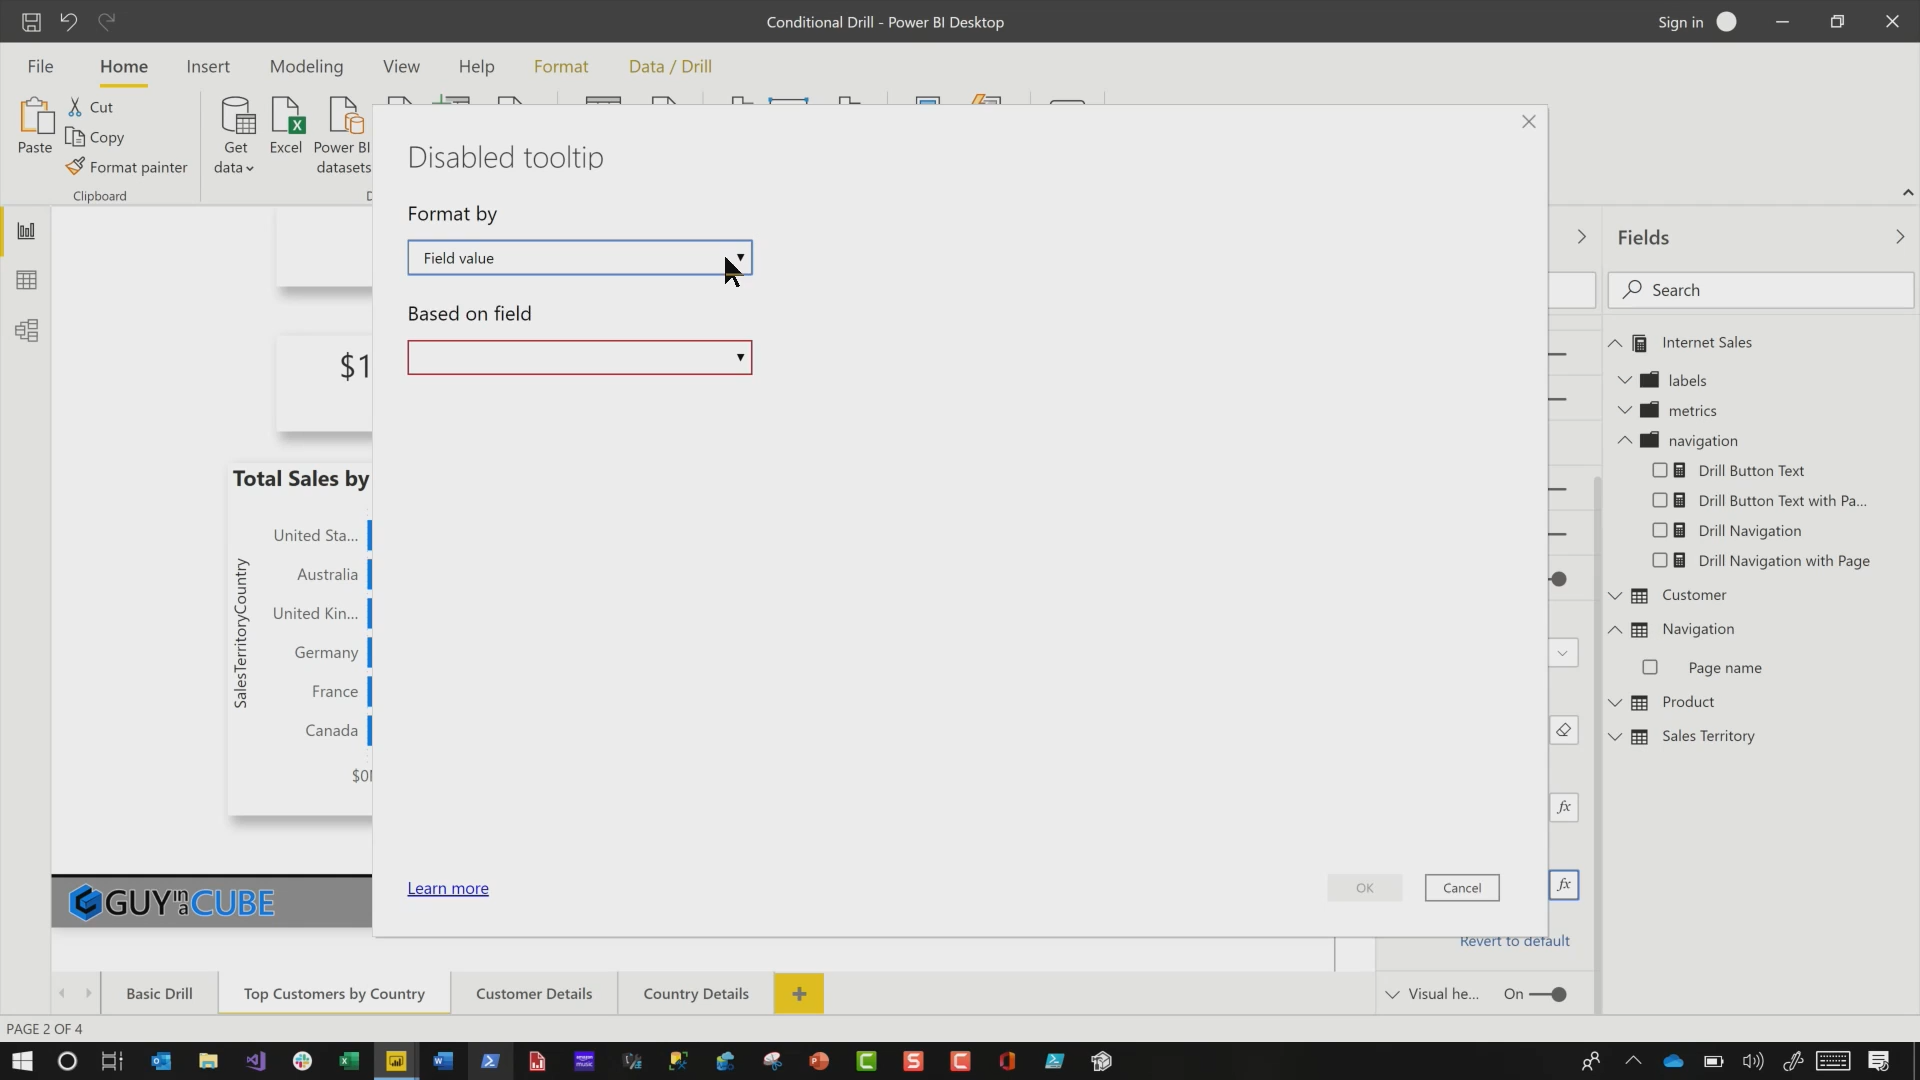 Conditional Drill - Power BI Desktop
Sign in
File
Home
Insert
Modeling
View
Help
Format
Data / Drill
Paste
Cut
Copy
Format painter
Clipboard
Get
data
Excel
Power BI
datasets
Disabled tooltip
Format by
Field value
Based on field
Learn more
OK
Cancel
$1
Total Sales by
SalesTerritoryCountry
United Sta...
Australia
United Kin...
Germany
France
Canada
GUY in a CUBE
Fields
Search
Internet Sales
labels
metrics
navigation
Drill Button Text
Drill Button Text with Pa...
Drill Navigation
Drill Navigation with Page
Customer
Navigation
Page name
Product
Sales Territory
fx
fx
Revert to default
Visual he...
On
Basic Drill
Top Customers by Country
Customer Details
Country Details
+
PAGE 2 OF 4